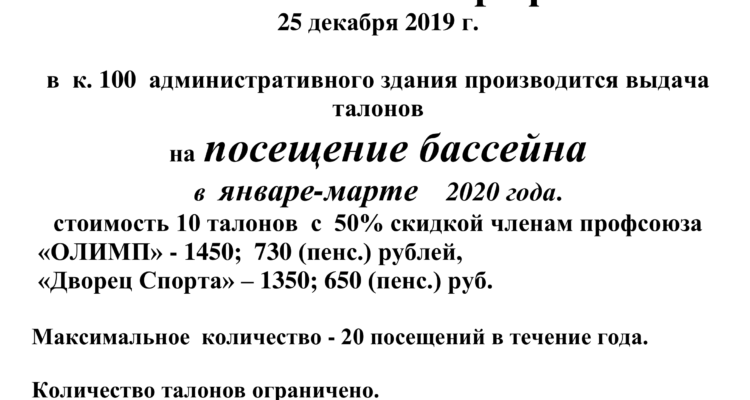 25 декабря 2019 г.
в к. 100 административного здания производится выдача
талонов
на посещение бассейна
в январе-марте 2020 года.
стоимость 10 талонов с 50% скидкой членам профсоюза
«ОЛИМП» - 1450; 730 (пенс.) рублей,
«Дворец Спорта» – 1350; 650 (пенс.) руб.
Максимальное количество - 20 посещений в течение года.
Количество талонов ограничено.